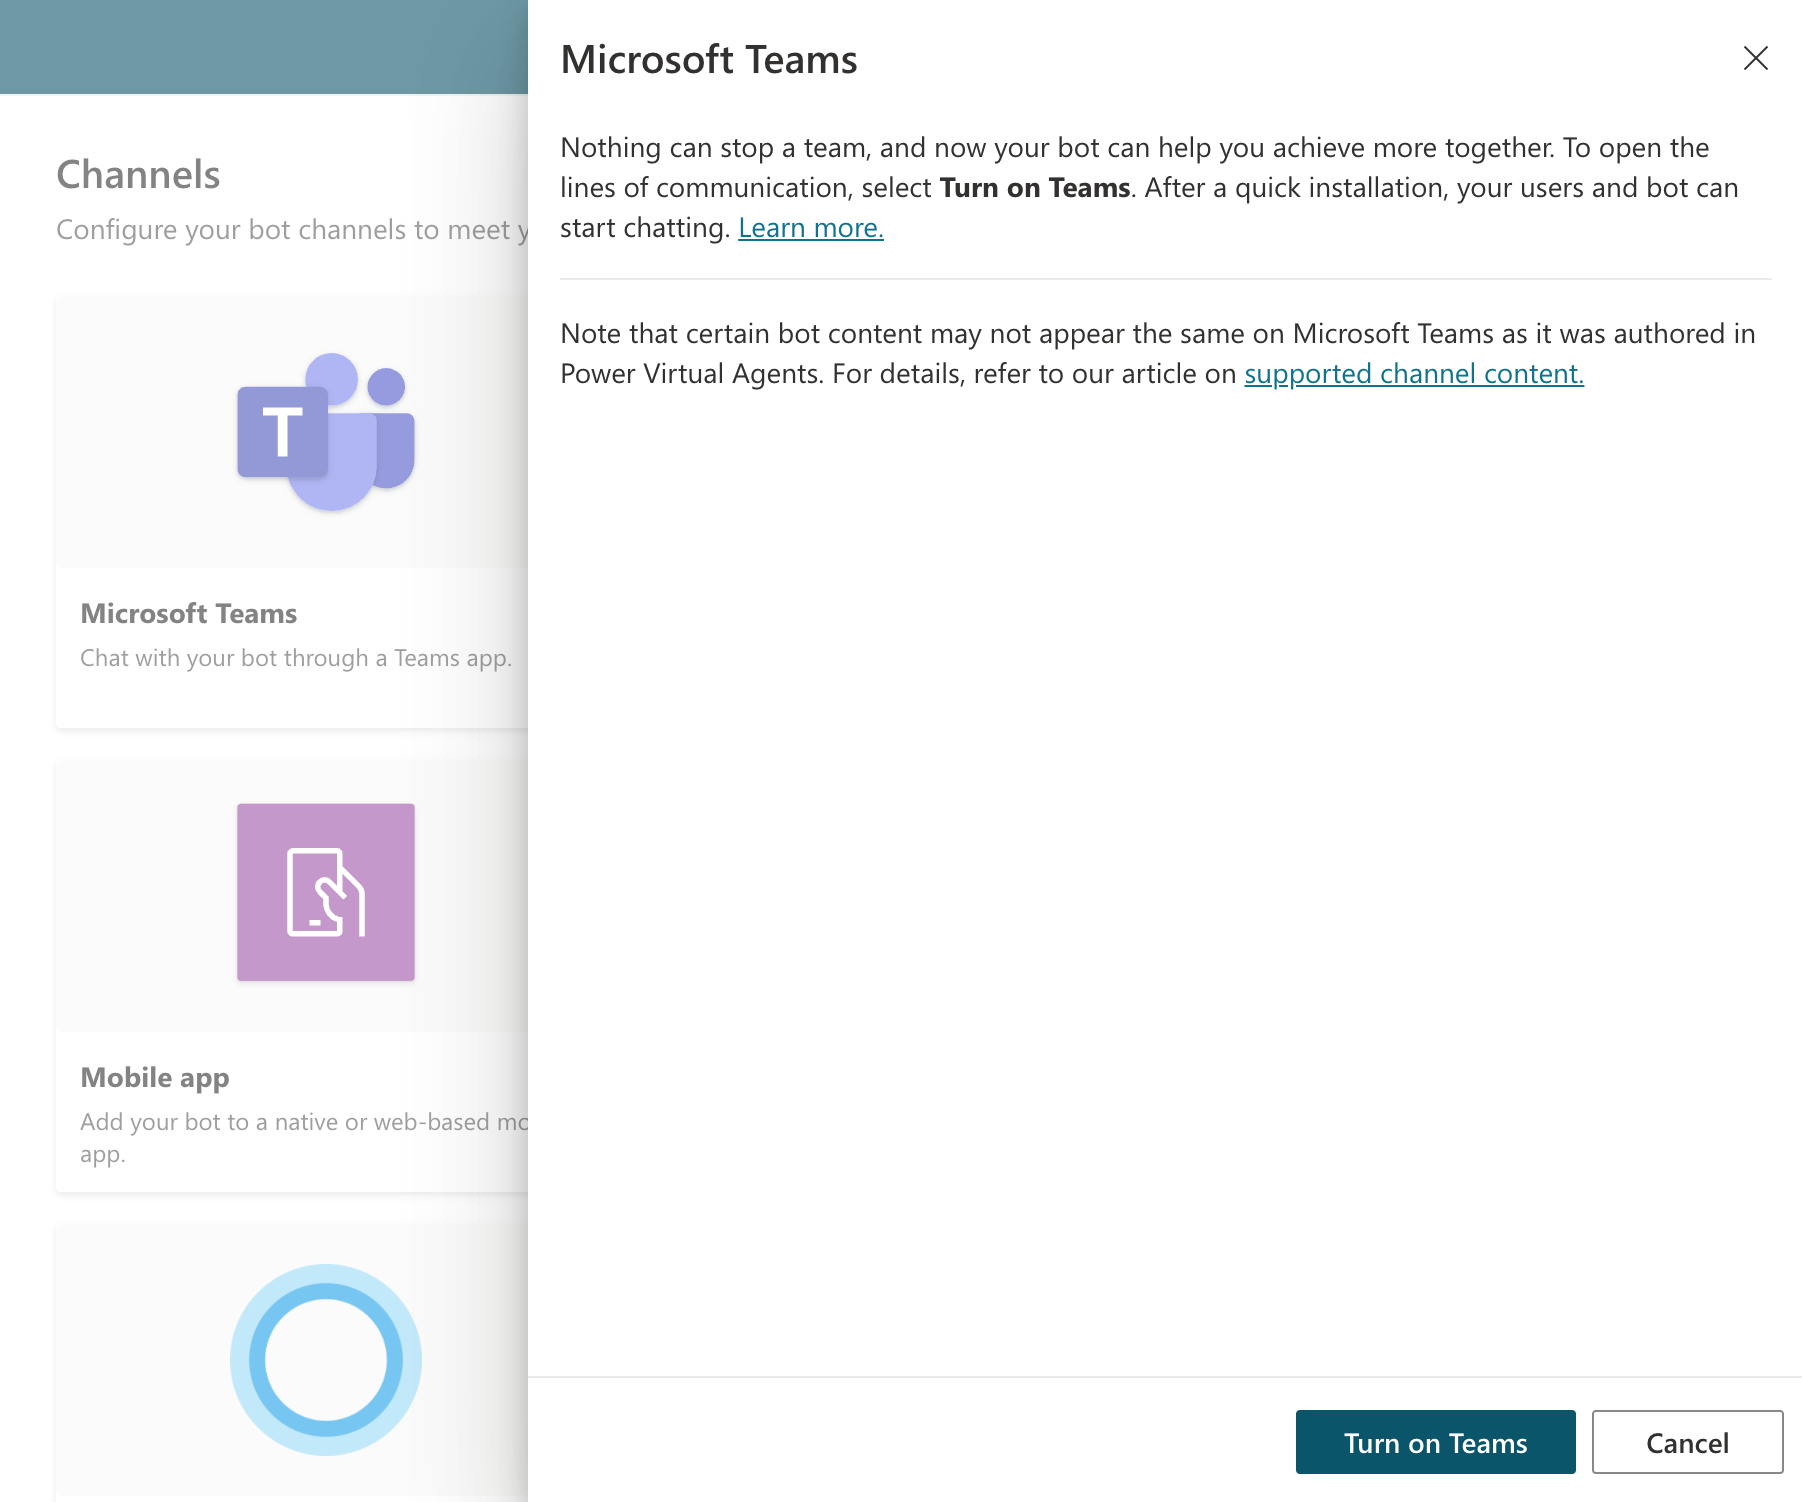 Channels
Configure your bot channels to meet
T
Microsoft Teams
Chat with your bot through a Teams app.
Mobile app
Add your bot to a native or web-based
app.
Microsoft Teams
Nothing can stop a team, and now your bot can help you achieve more together. To open the
lines of communication, select Turn on Teams. After a quick installation, your users and bot can
start chatting. Learn more.
Note that certain bot content may not appear the same on Microsoft Teams as it was authored in
Power Virtual Agents. For details, refer to our article on supported channel content.
Turn on Teams
Cancel